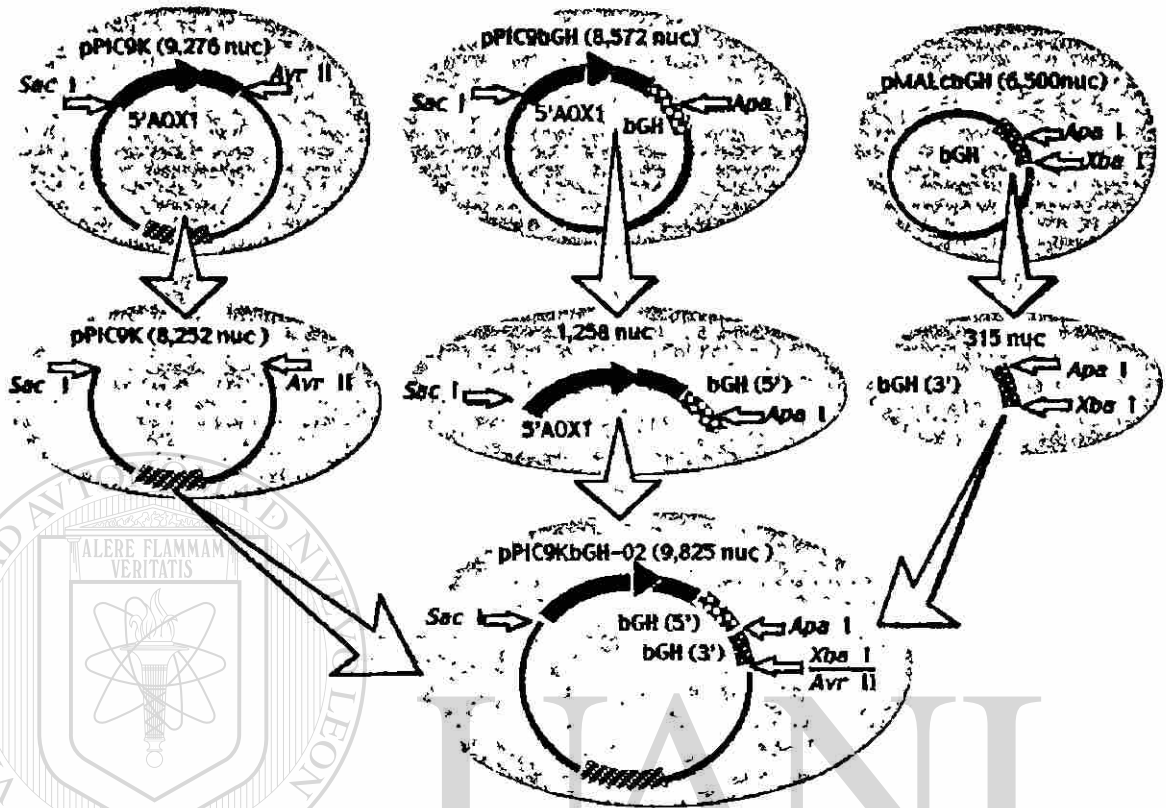 pPIC9K (9,276 nuc)
Sac I
Avr II
5'AOX1
pPIC9bGH (8,572 nuc)
Sac I
5'AOX1
bGH
Apa I
pMALcbGH (6,500nuc)
bGH
Apa I
Xba I
pPIC9K (8,252 nuc)
Sac I
Avr II
1,258 nuc
Sac I
5'AOX1
bGH (5')
Apa I
315 nuc
bGH (3')
Apa I
Xba I
pPIC9KbGH-02 (9,825 nuc)
Sac I
bGH (5')
bGH (3')
Apa I
Xba I
Avr II
ALERE FLAMMAM
VERITATIS
UANL